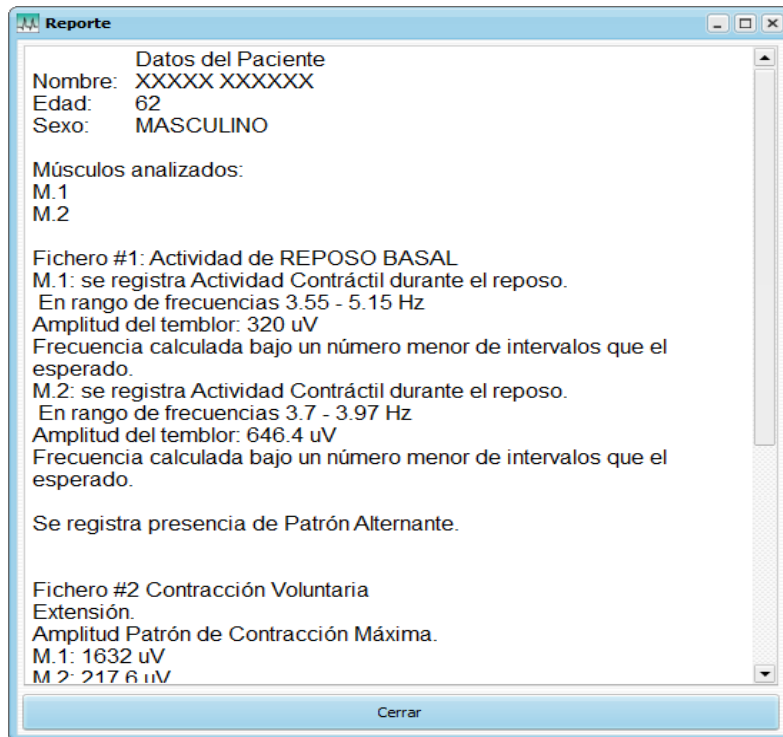 Reporte
Datos del Paciente
Nombre: XXXXX XXXXXX
Edad: 62
Sexo: MASCULINO
Músculos analizados:
M.1
M.2
Fichero #1: Actividad de REPOSO BASAL
M.1: se registra Actividad Contráctil durante el reposo.
En rango de frecuencias 3.55 - 5.15 Hz
Amplitud del temblor: 320 uV
Frecuencia calculada bajo un número menor de intervalos que el
esperado.
M.2: se registra Actividad Contráctil durante el reposo.
En rango de frecuencias 3.7 - 3.97 Hz
Amplitud del temblor: 646.4 uV
Frecuencia calculada bajo un número menor de intervalos que el
esperado.
Se registra presencia de Patrón Alternante.
Fichero #2 Contracción Voluntaria
Extensión.
Amplitud Patrón de Contracción Máxima.
M.1: 1632 uV
M.2: 217.6 uV
Cerrar